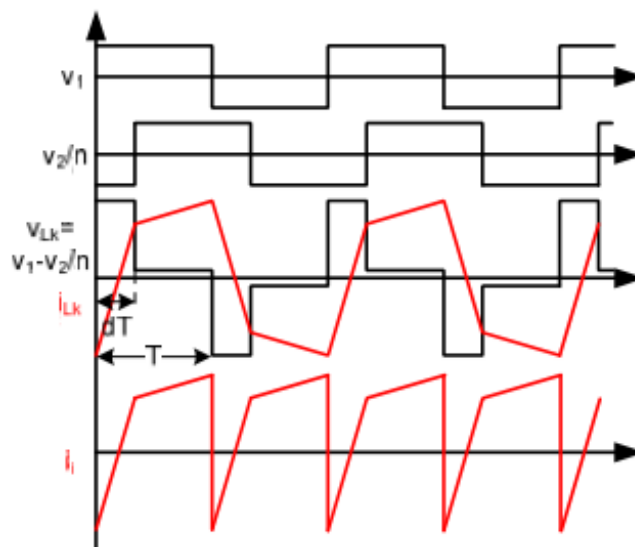 v₁
v₂/n
vLk=
v₁-v₂/n
iLk
dT
T
iᵢ